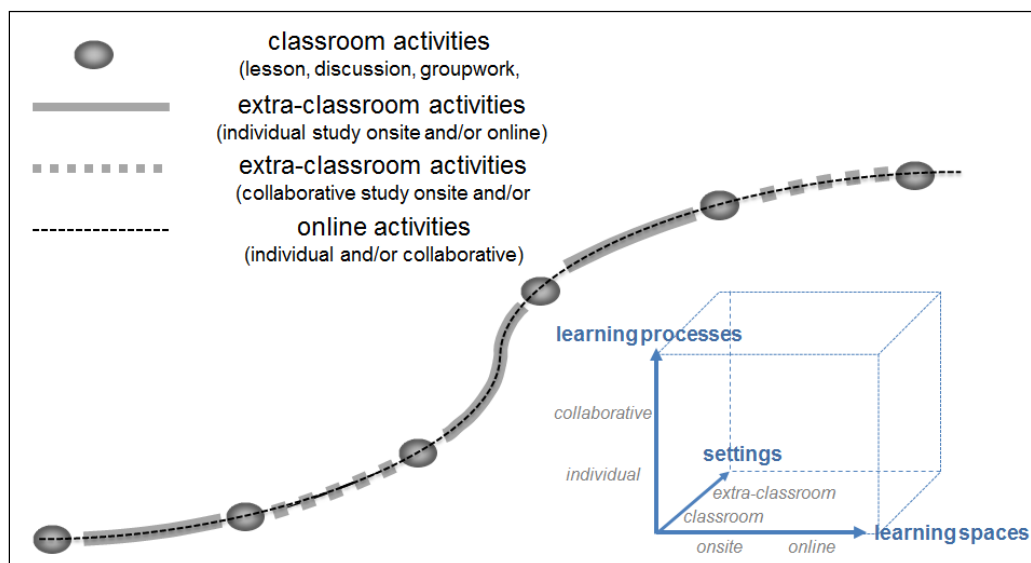 classroom activities
(lesson, discussion, groupwork,
extra-classroom activities
(individual study onsite and/or online)
extra-classroom activities
(collaborative study onsite and/or
online activities
(individual and/or collaborative)
learning processes
collaborative
individual
settings
extra-classroom
classroom
learning spaces
onsite online